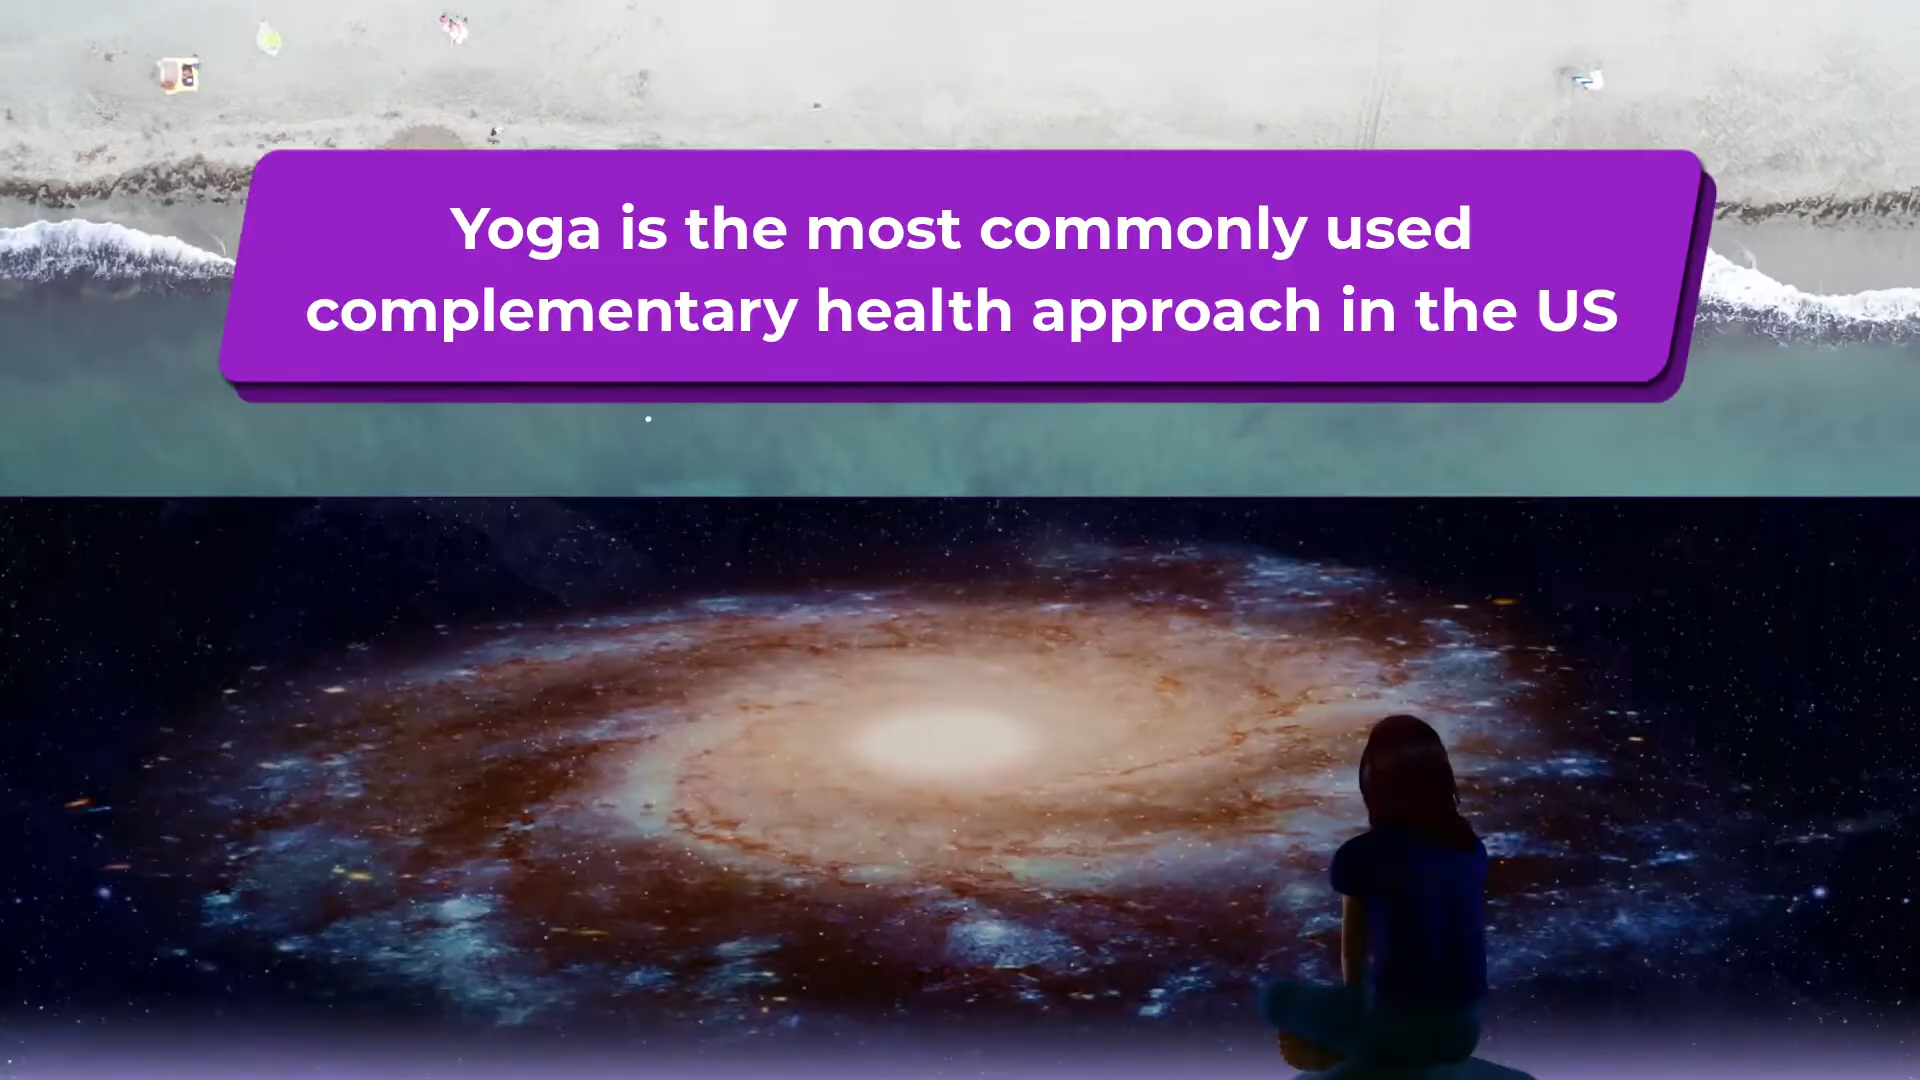 Yoga is the most commonly used
complementary health approach in the US